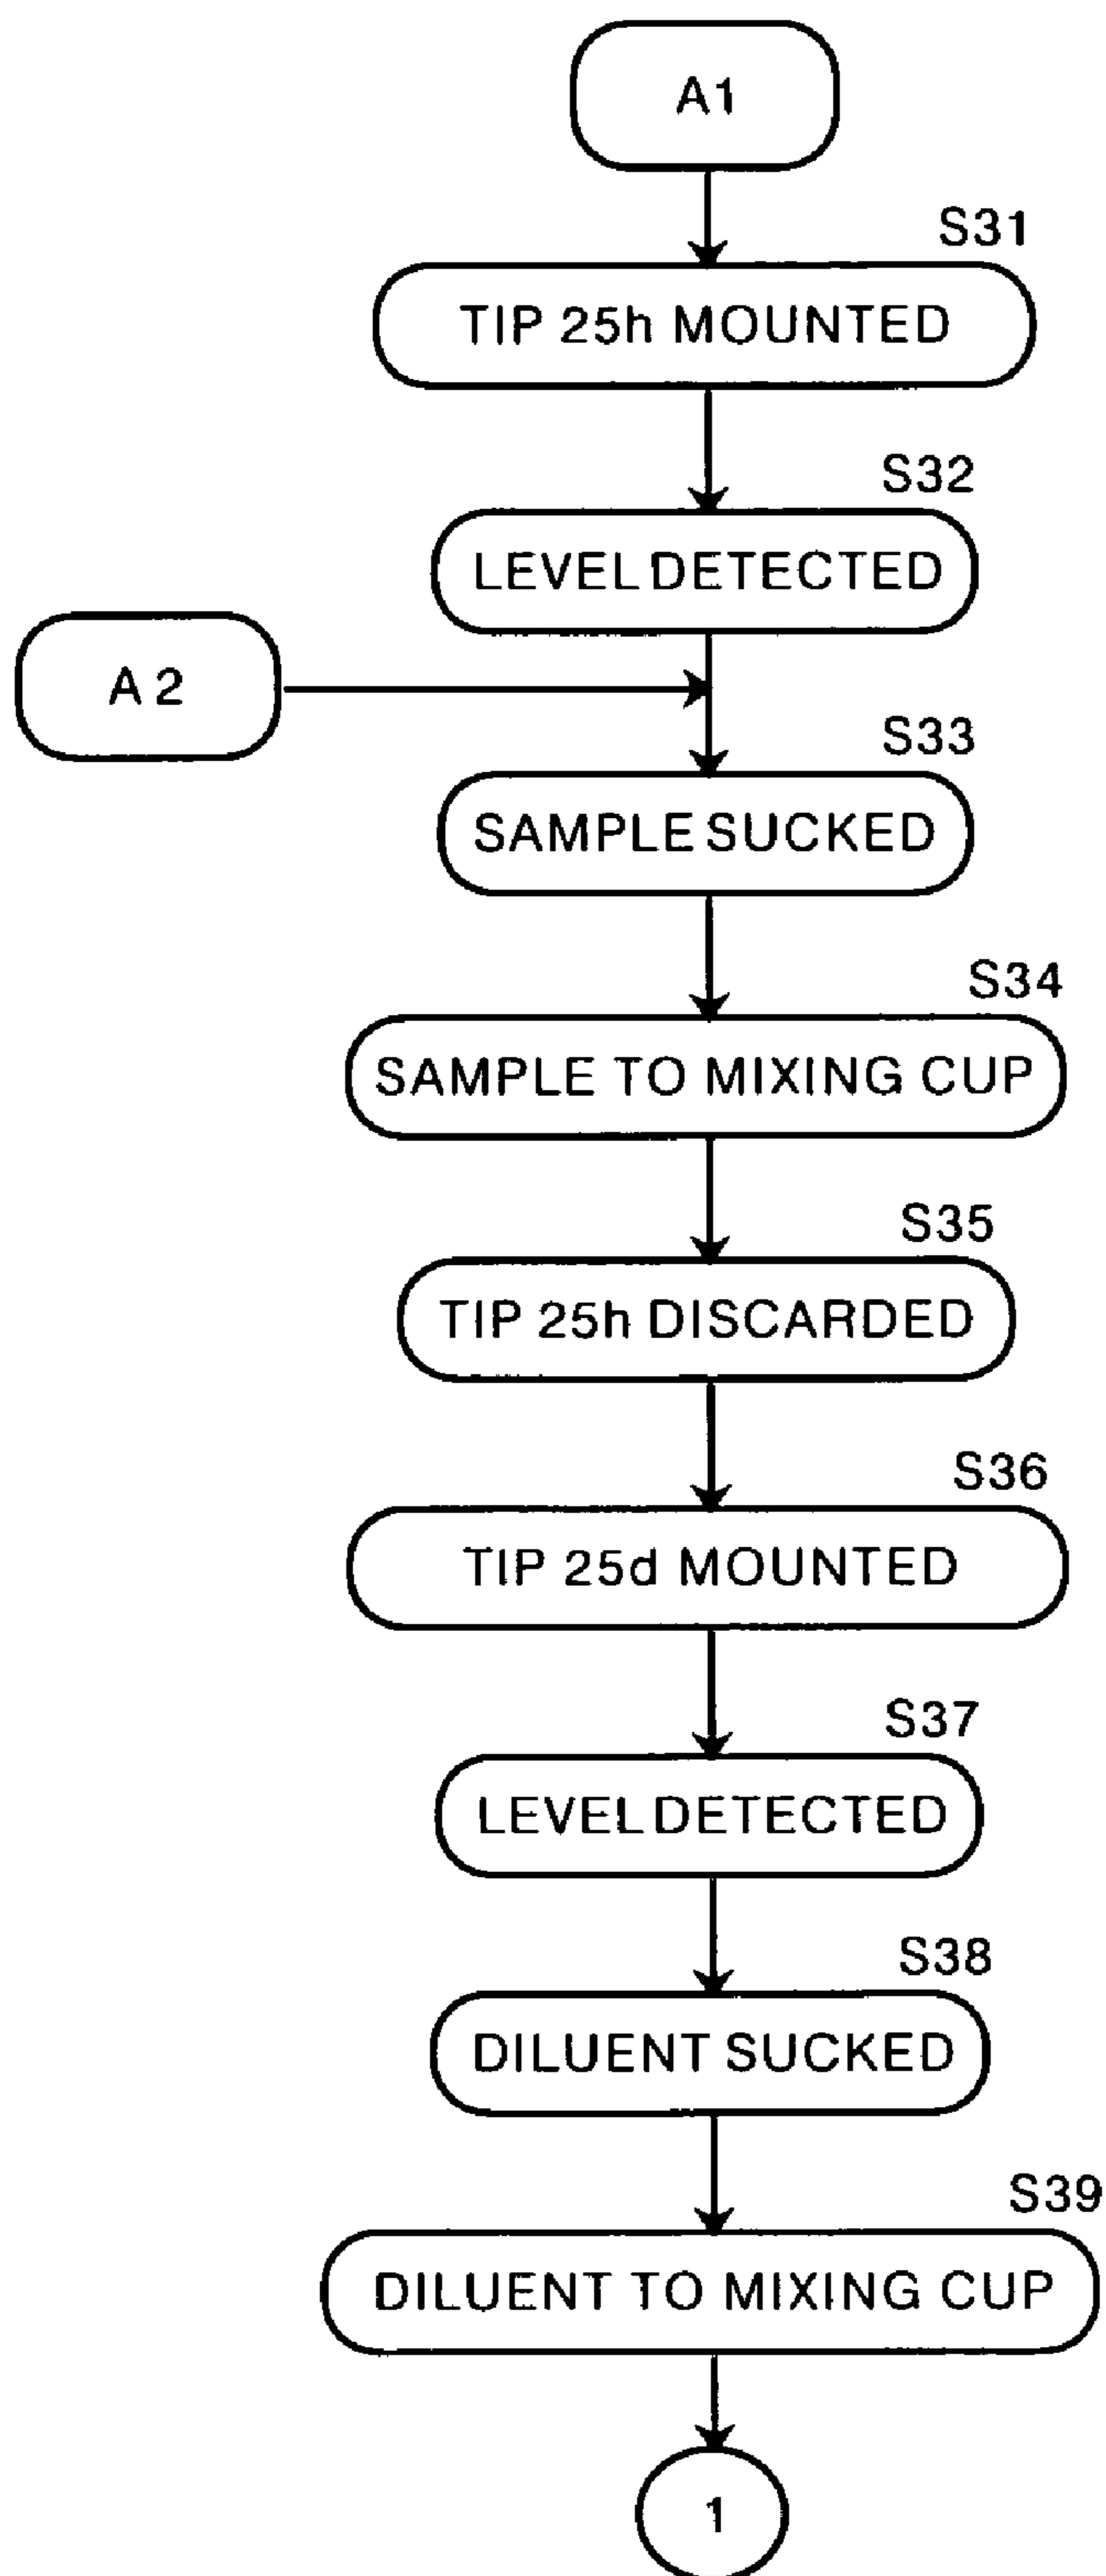 A1
S31
TIP 25h MOUNTED
S32
LEVEL DETECTED
A 2
S33
SAMPLE SUCKED
S34
SAMPLE TO MIXING CUP
S35
TIP 25h DISCARDED
S36
TIP 25d MOUNTED
S37
LEVEL DETECTED
S38
DILUENT SUCKED
S39
DILUENT TO MIXING CUP
1